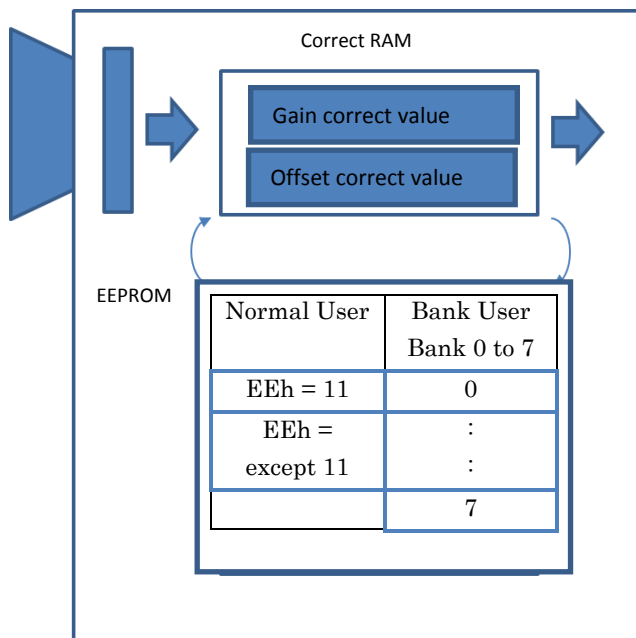 Correct RAM
Gain correct value
Offset correct value
EEPROM
Normal User
Bank User
Bank 0 to 7
EEh = 11
0
EEh =
except 11
:
:
7